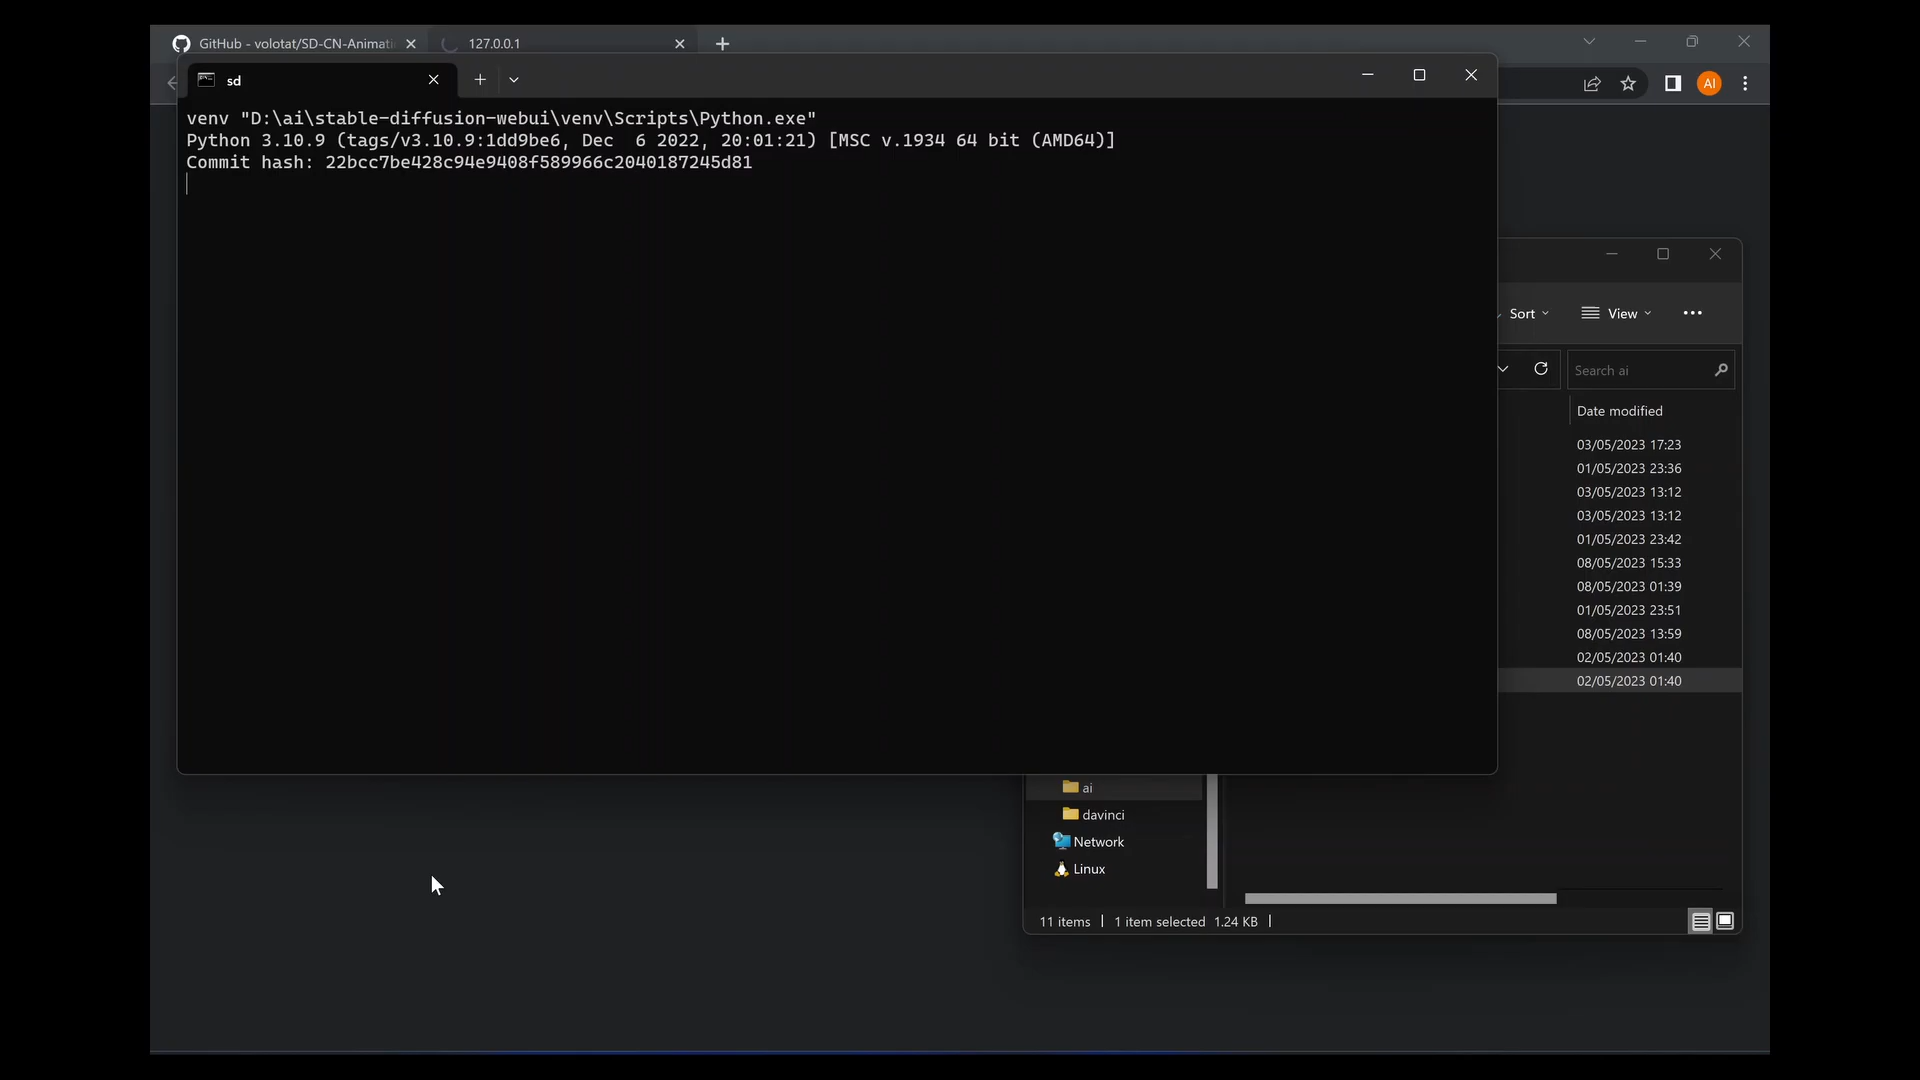 GitHub - volotat/SD-CN-Animati
127.0.0.1
sd
AI
venv "D:\ai\stable-diffusion-webui\venv\Scripts\Python.exe"
Python 3.10.9 (tags/v3.10.9:1dd9be6, Dec  6 2022, 20:01:21) [MSC v.1934 64 bit (AMD64)]
Commit hash: 22bcc7be428c94e9408f589966c2040187245d81
Sort
View
Search ai
Date modified
03/05/2023 17:23
01/05/2023 23:36
03/05/2023 13:12
03/05/2023 13:12
01/05/2023 23:42
08/05/2023 15:33
08/05/2023 01:39
01/05/2023 23:51
08/05/2023 13:59
02/05/2023 01:40
02/05/2023 01:40
ai
davinci
Network
Linux
11 items
1 item selected 1.24 KB